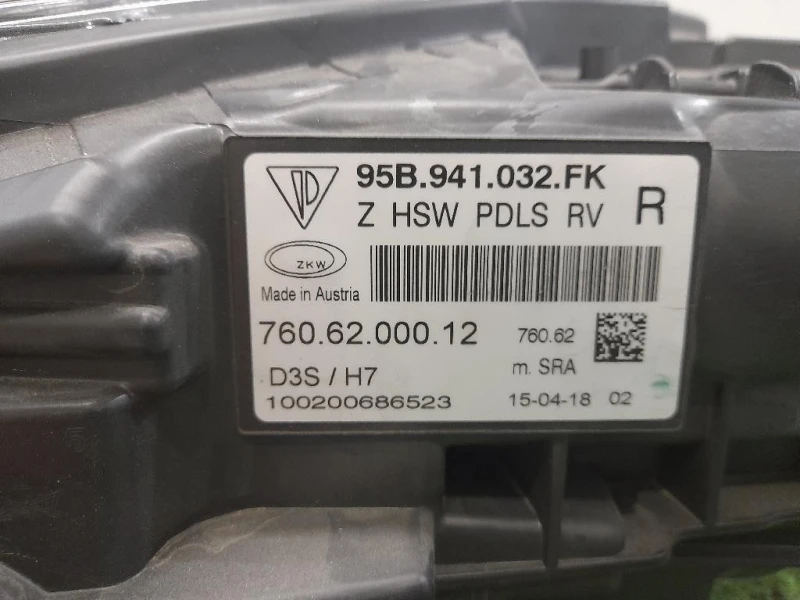 95B.941.032.FK
Z HSW PDLS RV R
ZKW
Made in Austria
760.62.000.12 760.62
D3S / H7 m. SRA
100200686523 15-04-18 02